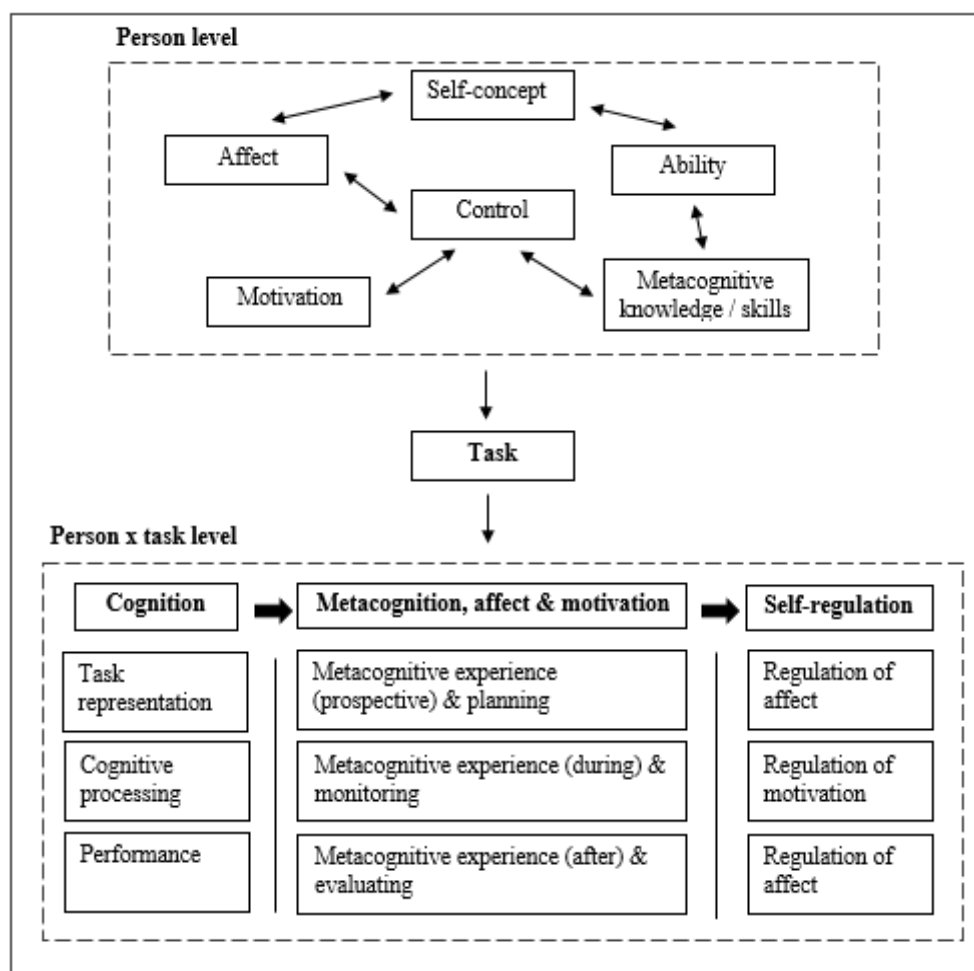 Person level
Self-concept
Affect
Ability
Control
Motivation
Metacognitive
knowledge / skills
Task
Person x task level
Cognition
Metacognition, affect & motivation
Self-regulation
Task
representation
Metacognitive experience
(prospective) & planning
Regulation of
affect
Cognitive
processing
Metacognitive experience (during) &
monitoring
Regulation of
motivation
Performance
Metacognitive experience (after) &
evaluating
Regulation of
affect